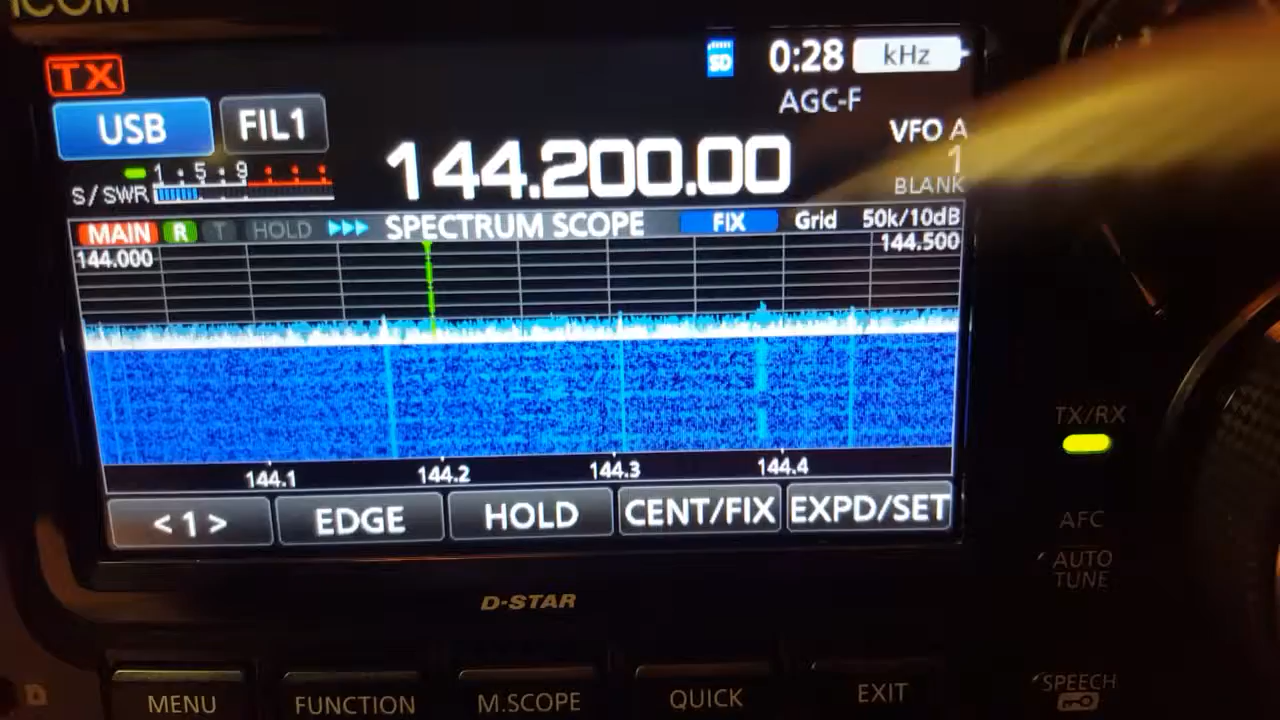 ICOM
TX
SD 0:28 kHz
AGC-F
USB FIL1
144.200.00
VFO A
1
BLANK
1 5 9
S/SWR
MAIN R T HOLD SPECTRUM SCOPE FIX Grid 50k/10dB
144.000 144.500
144.1 144.2 144.3 144.4
< 1 > EDGE HOLD CENT/FIX EXPD/SET
TX/RX
AFC
AUTO
TUNE
D-STAR
MENU FUNCTION M.SCOPE QUICK EXIT
SPEECH